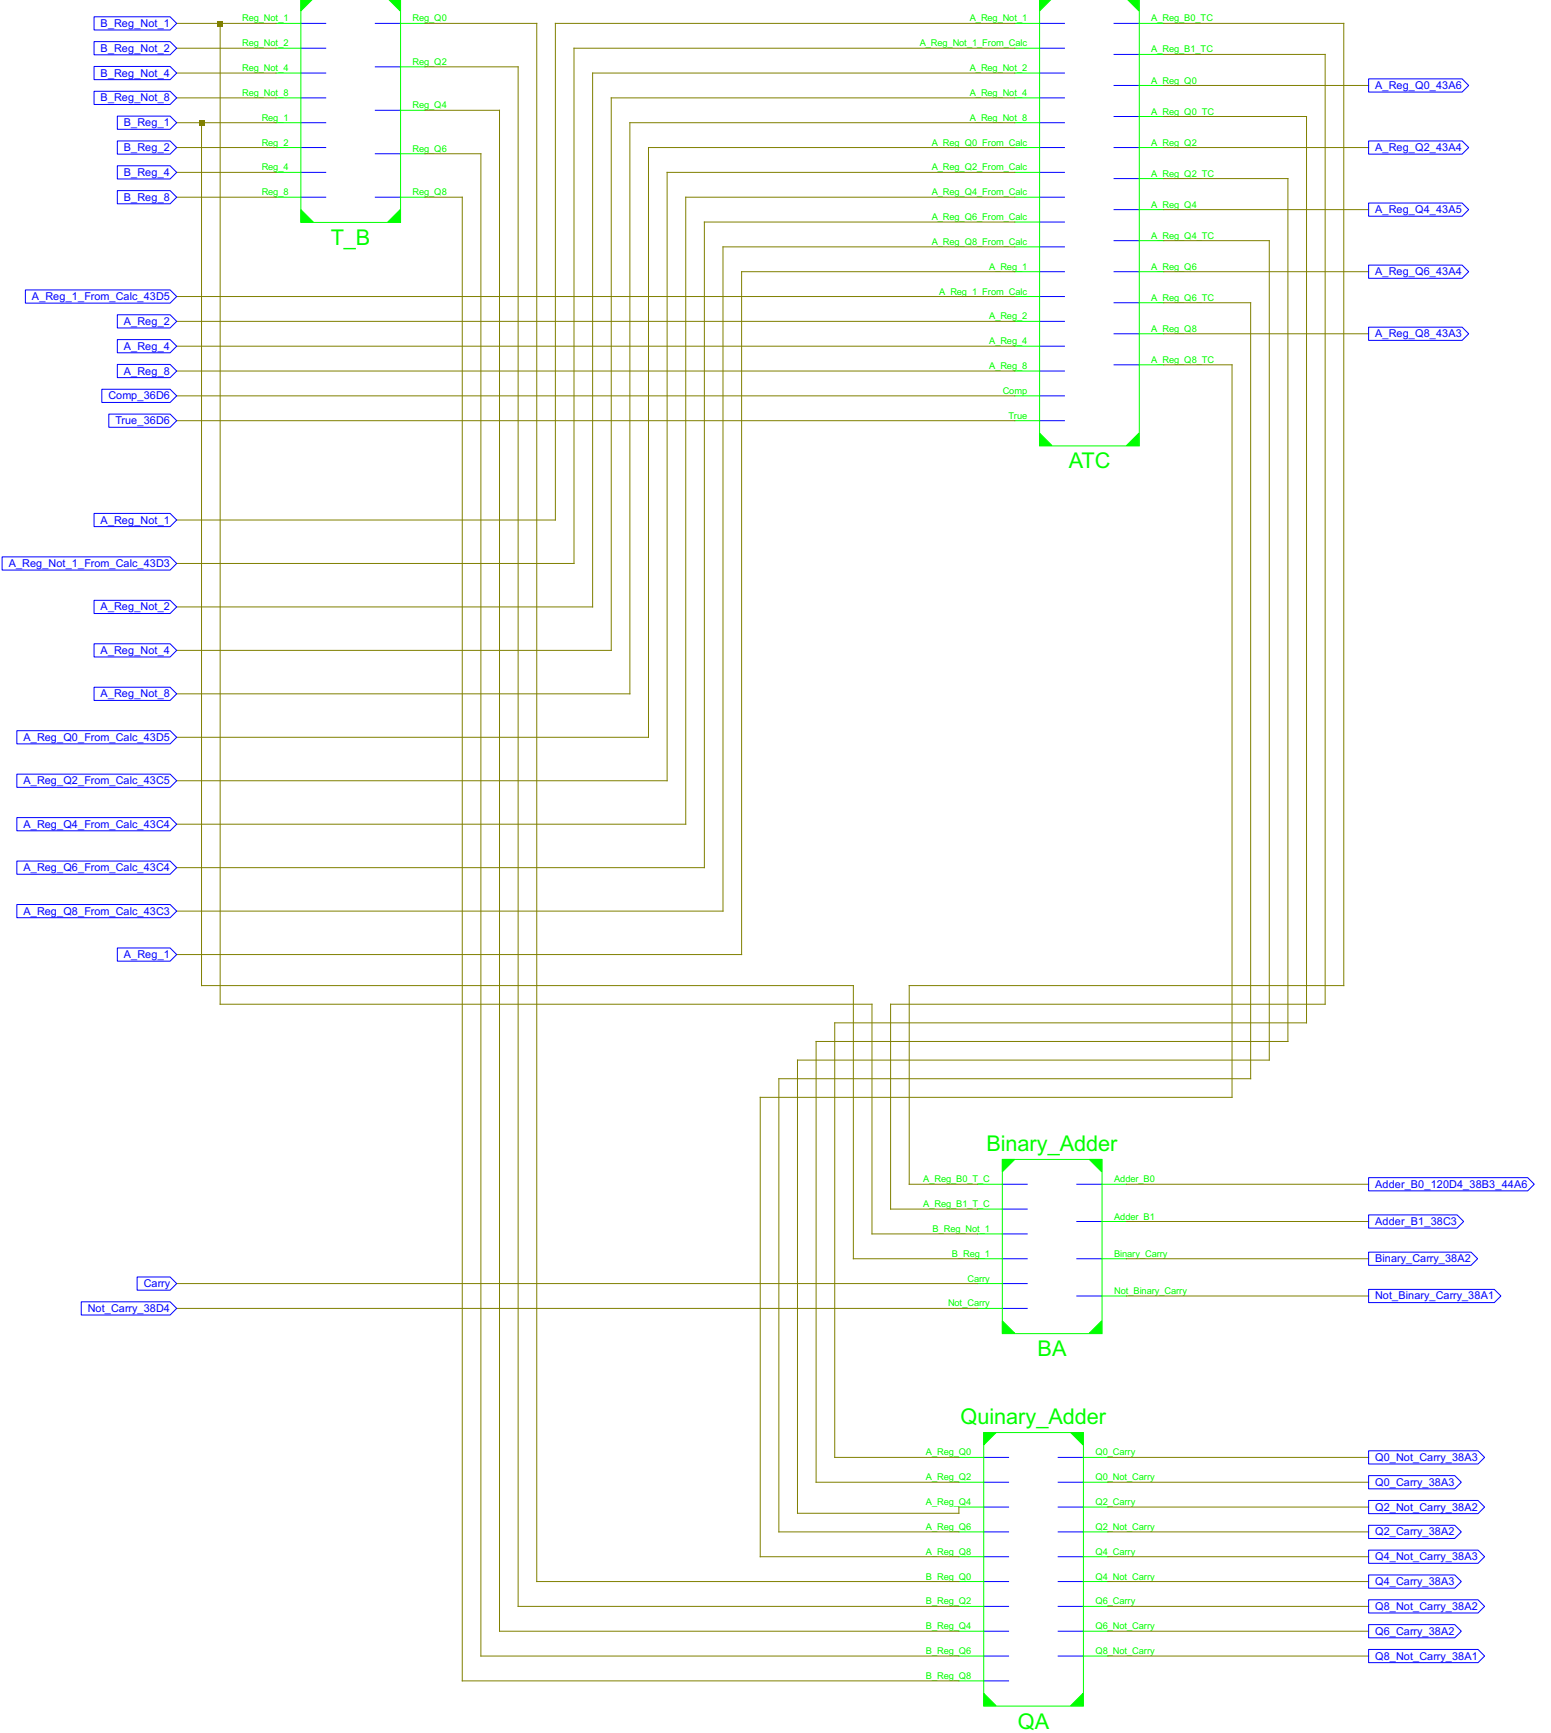 B_Reg_Not_1
B_Reg_Not_2
B_Reg_Not_4
B_Reg_Not_8
B_Reg_1
B_Reg_2
B_Reg_4
B_Reg_8
Reg_Not_1
Reg_Not_2
Reg_Not_4
Reg_Not_8
Reg_1
Reg_2
Reg_4
Reg_8
Reg_Q0
Reg_Q2
Reg_Q4
Reg_Q6
Reg_Q8
T_B
A_Reg_1_From_Calc_43D5
A_Reg_2
A_Reg_4
A_Reg_8
Comp_36D6
True_36D6
A_Reg_Not_1
A_Reg_Not_1_From_Calc
A_Reg_Not_2
A_Reg_Not_4
A_Reg_Not_8
A_Reg_Q0_From_Calc
A_Reg_Q2_From_Calc
A_Reg_Q4_From_Calc
A_Reg_Q6_From_Calc
A_Reg_Q8_From_Calc
A_Reg_1
A_Reg_1_From_Calc
A_Reg_2
A_Reg_4
A_Reg_8
Comp
True
A_Reg_B0_TC
A_Reg_B1_TC
A_Reg_Q0
A_Reg_Q0_TC
A_Reg_Q2
A_Reg_Q2_TC
A_Reg_Q4
A_Reg_Q4_TC
A_Reg_Q6
A_Reg_Q6_TC
A_Reg_Q8
A_Reg_Q8_TC
ATC
A_Reg_Q0_43A6
A_Reg_Q2_43A4
A_Reg_Q4_43A5
A_Reg_Q6_43A4
A_Reg_Q8_43A3
A_Reg_Not_1
A_Reg_Not_1_From_Calc_43D3
A_Reg_Not_2
A_Reg_Not_4
A_Reg_Not_8
A_Reg_Q0_From_Calc_43D5
A_Reg_Q2_From_Calc_43C5
A_Reg_Q4_From_Calc_43C4
A_Reg_Q6_From_Calc_43C4
A_Reg_Q8_From_Calc_43C3
A_Reg_1
Carry
Not_Carry_38D4
Binary_Adder
A_Reg_B0_T_C
A_Reg_B1_T_C
B_Reg_Not_1
B_Reg_1
Carry
Not_Carry
Adder_B0
Adder_B1
Binary_Carry
Not_Binary_Carry
BA
Adder_B0_120D4_38B3_44A6
Adder_B1_38C3
Binary_Carry_38A2
Not_Binary_Carry_38A1
Quinary_Adder
A_Reg_Q0
A_Reg_Q2
A_Reg_Q4
A_Reg_Q6
A_Reg_Q8
B_Reg_Q0
B_Reg_Q2
B_Reg_Q4
B_Reg_Q6
B_Reg_Q8
Q0_Carry
Q0_Not_Carry
Q2_Carry
Q2_Not_Carry
Q4_Carry
Q4_Not_Carry
Q6_Carry
Q6_Not_Carry
Q8_Not_Carry
QA
Q0_Not_Carry_38A3
Q0_Carry_38A3
Q2_Not_Carry_38A2
Q2_Carry_38A2
Q4_Not_Carry_38A3
Q4_Carry_38A3
Q8_Not_Carry_38A2
Q6_Carry_38A2
Q8_Not_Carry_38A1